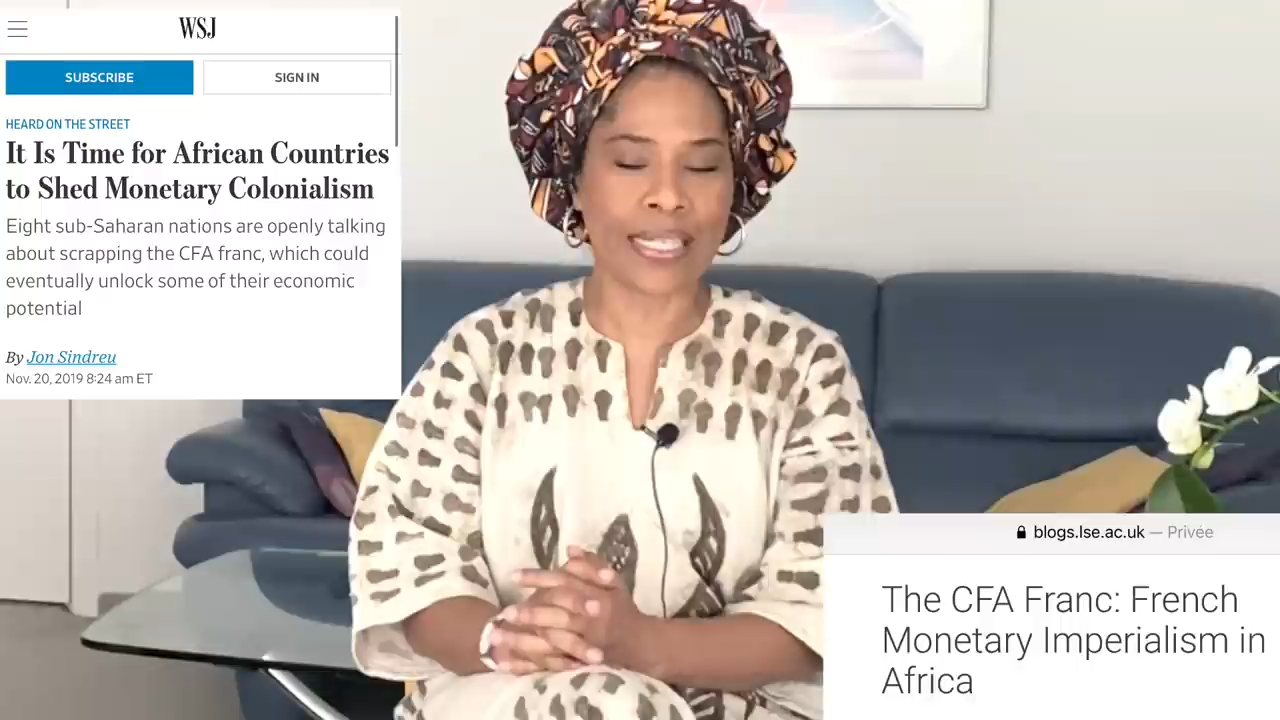 WSJ
SUBSCRIBE
SIGN IN
HEARD ON THE STREET
It Is Time for African Countries
to Shed Monetary Colonialism
Eight sub-Saharan nations are openly talking
about scrapping the CFA franc, which could
eventually unlock some of their economic
potential
By Jon Sindreu
Nov. 20, 2019 8:24 am ET
blogs.lse.ac.uk — Privée
The CFA Franc: French
Monetary Imperialism in
Africa